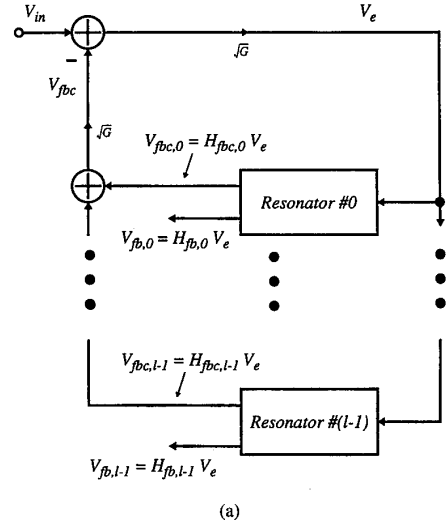 V_in
V_e
√G
V_fbc
√G
V_fbc,0 = H_fbc,0 V_e
Resonator #0
V_fb,0 = H_fb,0 V_e
V_fbc,l-1 = H_fbc,l-1 V_e
Resonator #(l-1)
V_fb,l-1 = H_fb,l-1 V_e
(a)